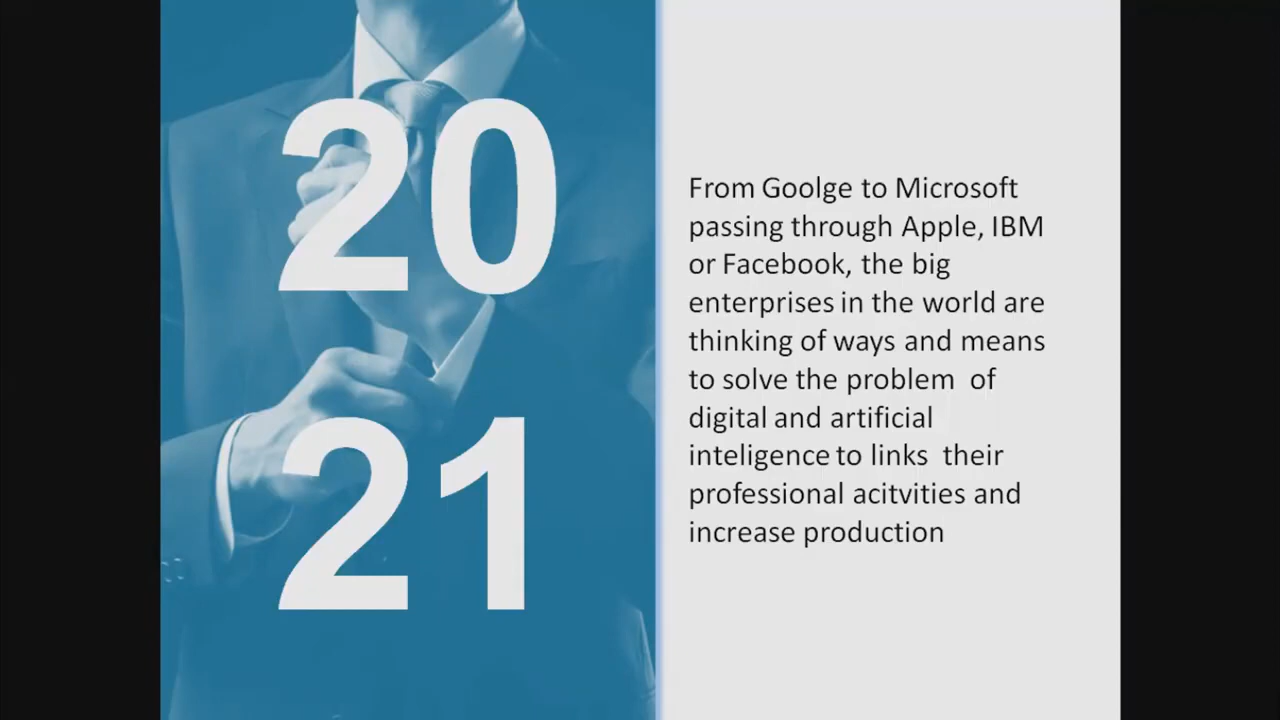 20
21
From Goolge to Microsoft
passing through Apple, IBM
or Facebook, the big
enterprises in the world are
thinking of ways and means
to solve the problem  of
digital and artificial
inteligence to links  their
professional acitvities and
increase production